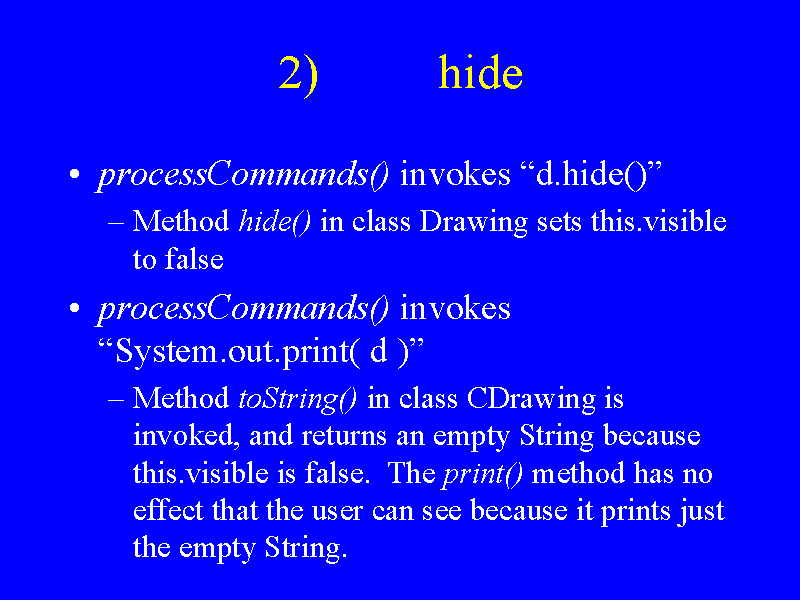 2) hide
• processCommands() invokes “d.hide()”
– Method hide() in class Drawing sets this.visible
to false
• processCommands() invokes
“System.out.print( d )”
– Method toString() in class CDrawing is
invoked, and returns an empty String because
this.visible is false.  The print() method has no
effect that the user can see because it prints just
the empty String.